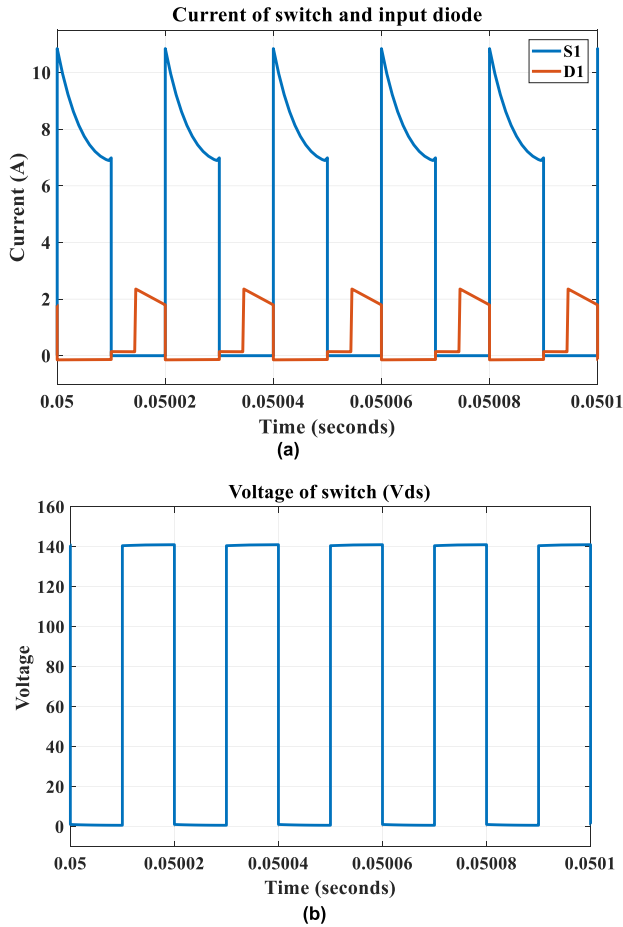 Current of switch and input diode
S1
D1
10
8
6
4
2
0
Current (A)
0.05 0.05002 0.05004 0.05006 0.05008 0.0501
Time (seconds)
(a)
Voltage of switch (Vds)
160
140
120
100
80
60
40
20
0
Voltage
0.05 0.05002 0.05004 0.05006 0.05008 0.0501
Time (seconds)
(b)